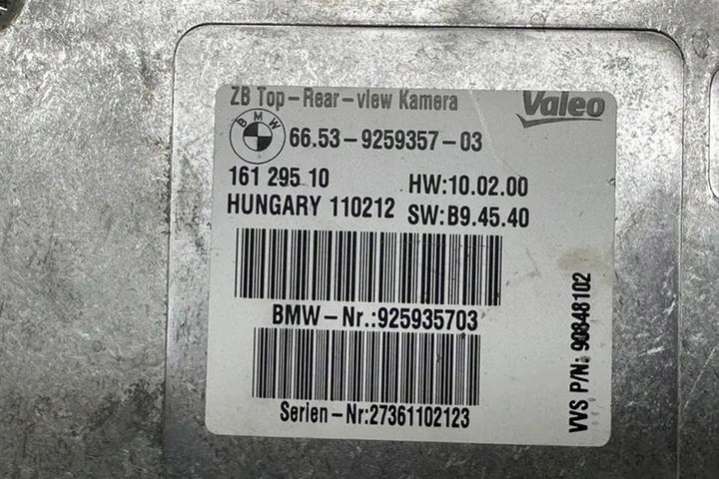 ZB Top-Rear-view Kamera
Valeo
BMW
66.53-9259357-03
161 295 10
HW:10.02.00
HUNGARY 110212
SW:B9.45.40
BMW-Nr.:925935703
Serien-Nr:27361102123
VVS P/N: 90848102